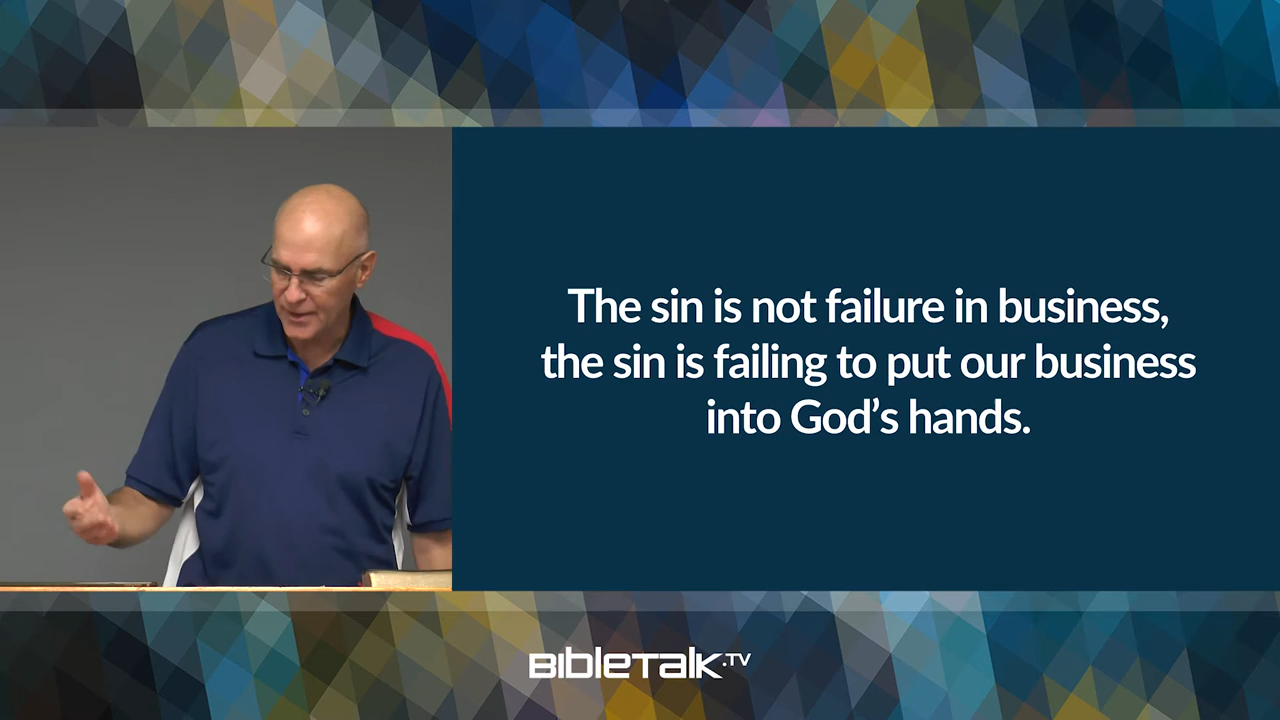 The sin is not failure in business,
the sin is failing to put our business
into God’s hands.
BibleTalk.TV